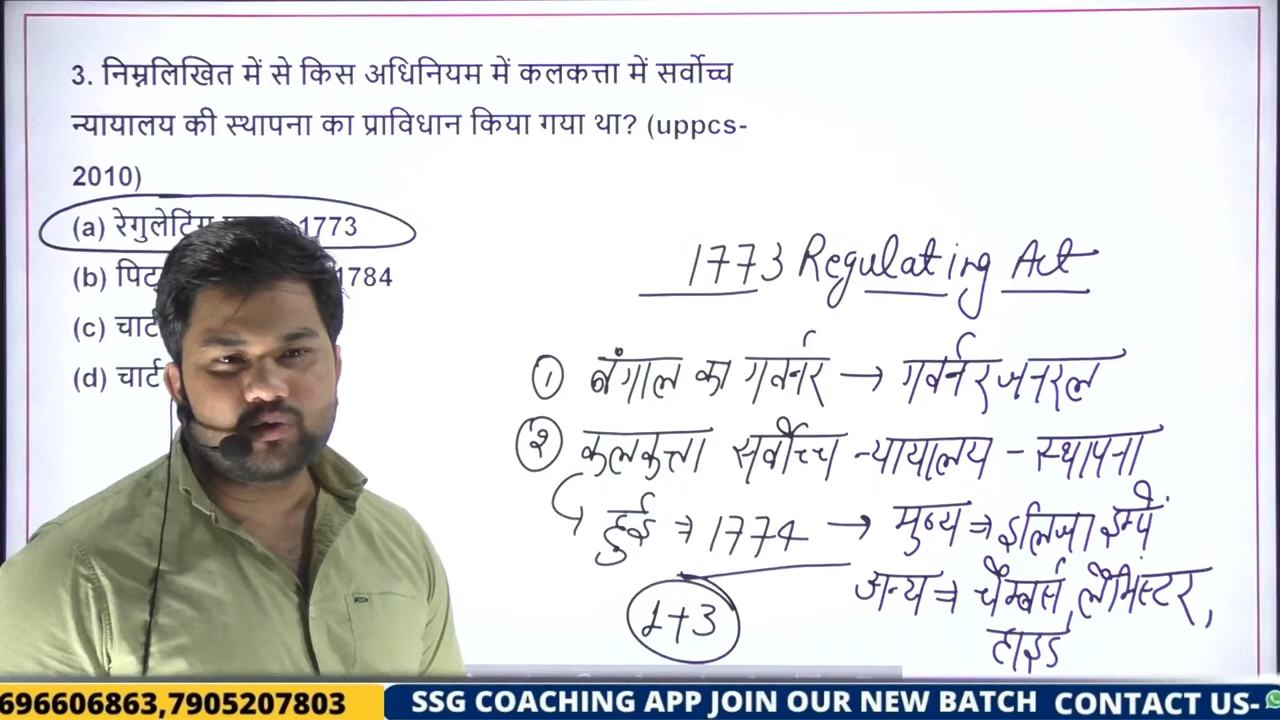 3. निम्नलिखित में से किस अधिनियम में कलकत्ता में सर्वोच्च
न्यायालय की स्थापना का प्राविधान किया गया था? (uppcs-
2010)
(a) रेगुलेटिंग 1773
(b) 1784
(c)
(d)
1773 Regulating Act
① बंगाल का गवर्नर → गवर्नर जनरल
② कलकत्ता सर्वोच्च न्यायालय - स्थापना
हुई ⇒ 1774 → मुख्य ⇒ इलिजा इम्पे
अन्य ⇒ चैम्बर्स, लैमिस्टर,
हाइड
1+3
696606863,7905207803 SSG COACHING APP JOIN OUR NEW BATCH CONTACT US-